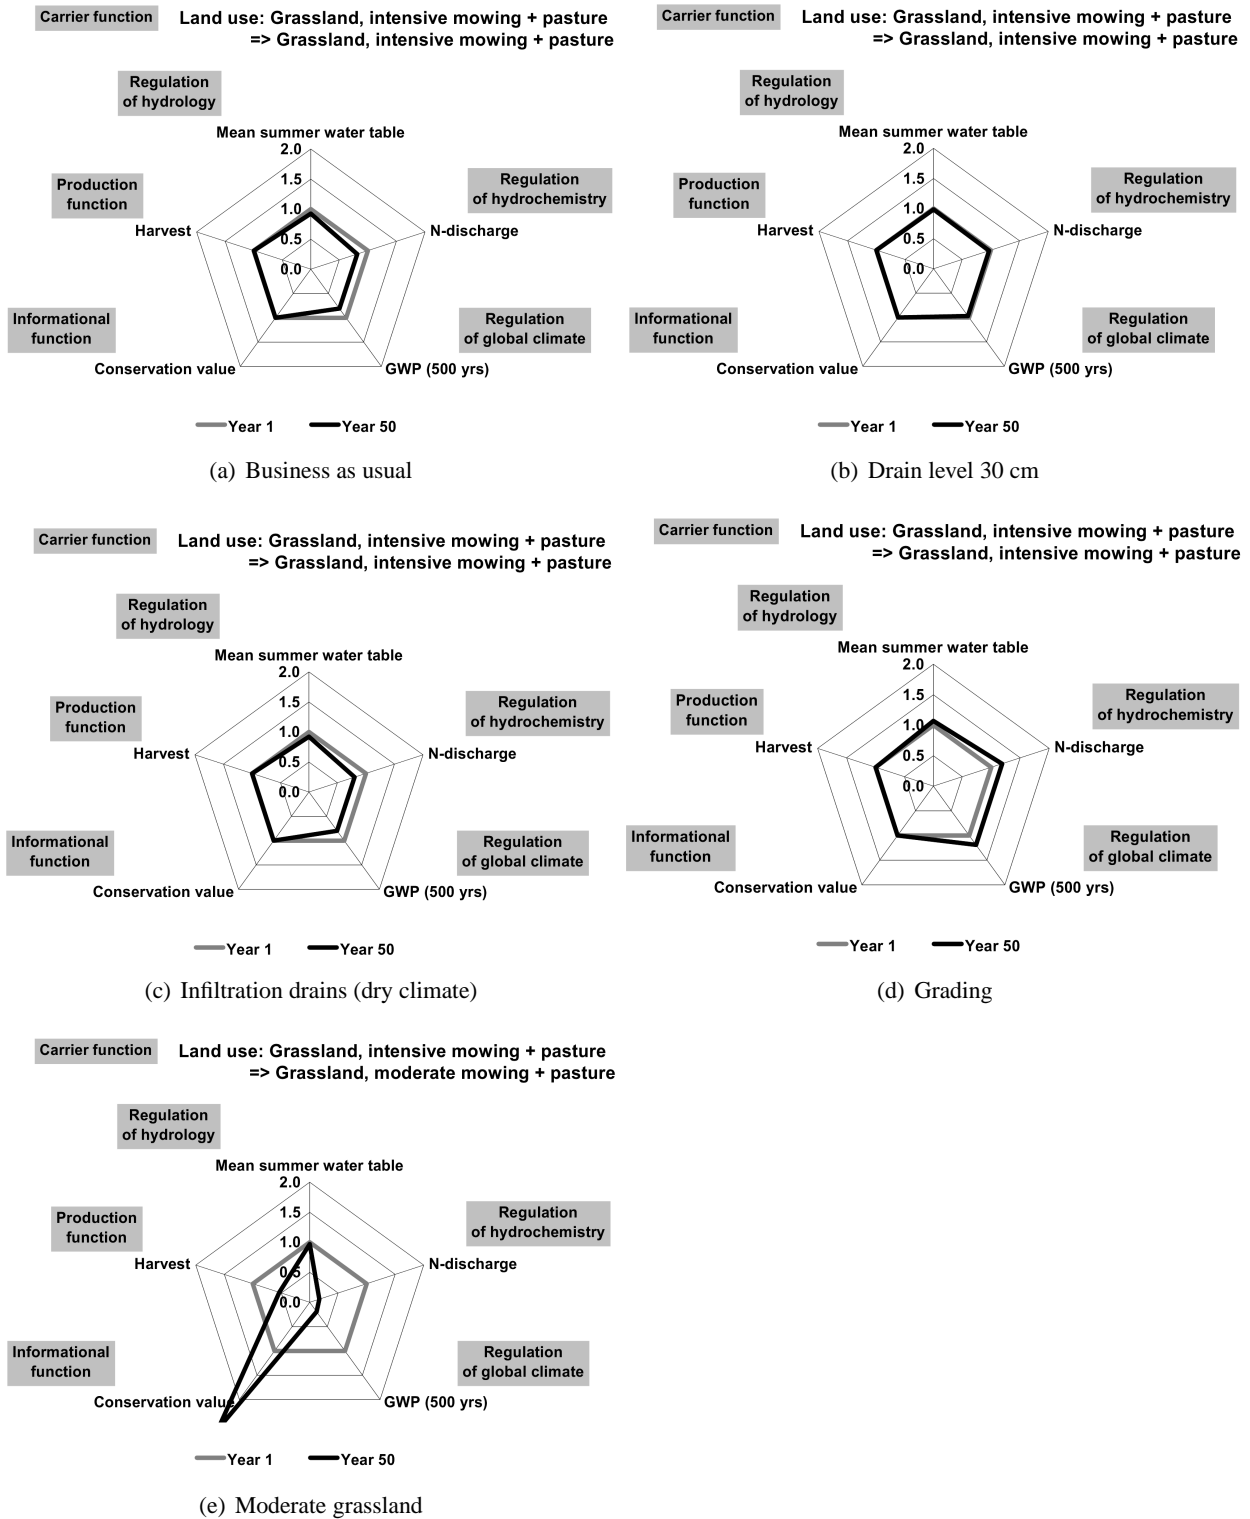 Carrier function
Land use: Grassland, intensive mowing + pasture
=> Grassland, intensive mowing + pasture
Regulation
of hydrology
Mean summer water table
2.0
1.5
1.0
0.5
0.0
Production
function
Regulation
of hydrochemistry
Harvest
N-discharge
Informational
function
Regulation
of global climate
Conservation value
GWP (500 yrs)
Year 1
Year 50
(a) Business as usual
Carrier function
Land use: Grassland, intensive mowing + pasture
=> Grassland, intensive mowing + pasture
Regulation
of hydrology
Mean summer water table
2.0
1.5
1.0
0.5
0.0
Production
function
Regulation
of hydrochemistry
Harvest
N-discharge
Informational
function
Regulation
of global climate
Conservation value
GWP (500 yrs)
Year 1
Year 50
(b) Drain level 30 cm
Carrier function
Land use: Grassland, intensive mowing + pasture
=> Grassland, intensive mowing + pasture
Regulation
of hydrology
Mean summer water table
2.0
1.5
1.0
0.5
0.0
Production
function
Regulation
of hydrochemistry
Harvest
N-discharge
Informational
function
Regulation
of global climate
Conservation value
GWP (500 yrs)
Year 1
Year 50
(c) Infiltration drains (dry climate)
Carrier function
Land use: Grassland, intensive mowing + pasture
=> Grassland, intensive mowing + pasture
Regulation
of hydrology
Mean summer water table
2.0
1.5
1.0
0.5
0.0
Production
function
Regulation
of hydrochemistry
Harvest
N-discharge
Informational
function
Regulation
of global climate
Conservation value
GWP (500 yrs)
Year 1
Year 50
(d) Grading
Carrier function
Land use: Grassland, intensive mowing + pasture
=> Grassland, moderate mowing + pasture
Regulation
of hydrology
Mean summer water table
2.0
1.5
1.0
0.5
0.0
Production
function
Regulation
of hydrochemistry
Harvest
N-discharge
Informational
function
Regulation
of global climate
Conservation value
GWP (500 yrs)
Year 1
Year 50
(e) Moderate grassland